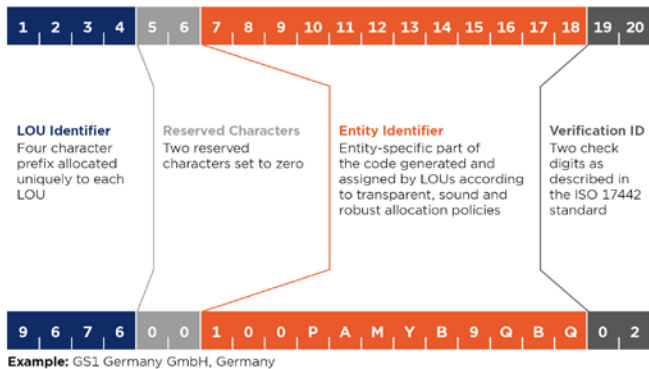 1 2 3 4 5 6 7 8 9 10 11 12 13 14 15 16 17 18 19 20
LOU Identifier
Four character
prefix allocated
uniquely to each
LOU
Reserved Characters
Two reserved
characters set to zero
Entity Identifier
Entity-specific part
of the code generated and
assigned by LOUs according
to transparent, sound and
robust allocation policies
Verification ID
Two check
digits as
described in
the ISO 17442
standard
9 6 7 6 0 0 1 0 0 P A M Y B 9 Q B Q 0 2
Example: GS1 Germany GmbH, Germany